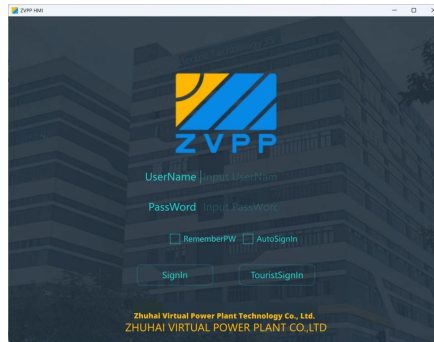 ZVPP HMI
ZVPP
UserName Input UserNam
PassWord Input PassWord
RememberPW AutoSignIn
SignIn TouristSignIn
Zhuhai Virtual Power Plant Technology Co., Ltd.
ZHUHAI VIRTUAL POWER PLANT CO.,LTD